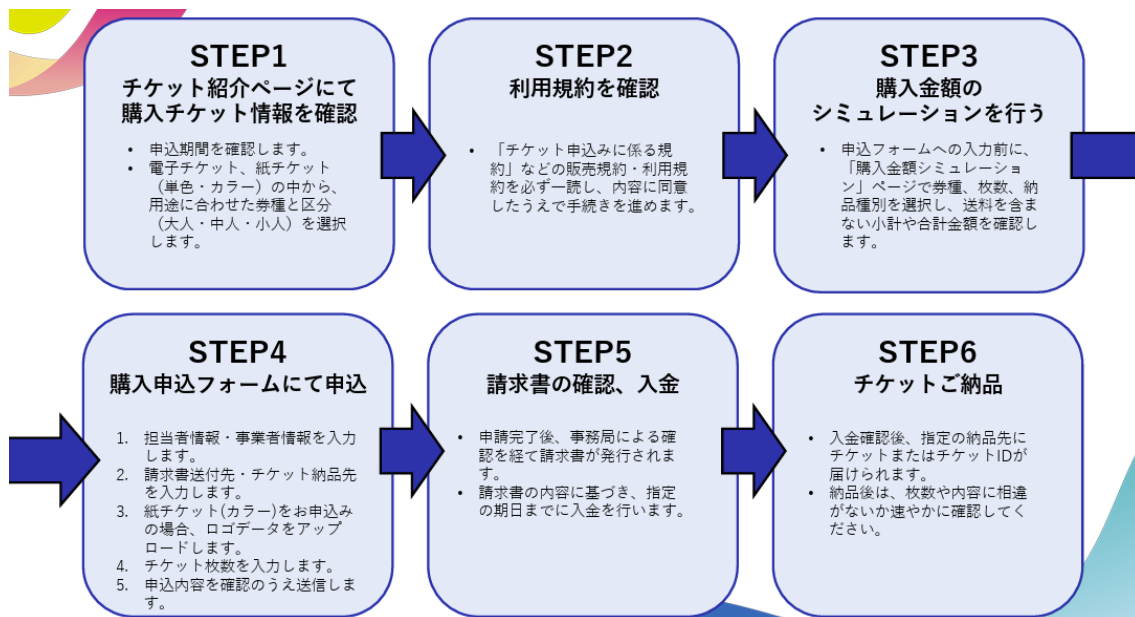 STEP1
チケット紹介ページにて
購入チケット情報を確認
• 申込期間を確認します。
• 電子チケット、紙チケット
（単色・カラー）の中から、
用途に合わせた券種と区分
（大人・中人・小人）を選択
します。
STEP2
利用規約を確認
• 「チケット申込みに係る規
約」などの販売規約・利用規
約を必ず一読し、内容に同意
したうえで手続きを進めます。
STEP3
購入金額の
シミュレーションを行う
• 申込フォームへの入力前に、
「購入金額シミュレーショ
ン」ページで券種、枚数、納
品種別を選択し、送料を含ま
ない小計や合計金額を確認し
ます。
STEP4
購入申込フォームにて申込
1. 担当者情報・事業者情報を入力
します。
2. 請求書送付先・チケット納品先
を入力します。
3. 紙チケット(カラー)をお申込み
の場合、ロゴデータをアップ
ロードします。
4. チケット枚数を入力します。
5. 申込内容を確認のうえ送信しま
す。
STEP5
請求書の確認、入金
• 申請完了後、事務局による確
認を経て請求書が発行されま
す。
• 請求書の内容に基づき、指定
の期日までに入金を行います。
STEP6
チケットご納品
• 入金確認後、指定の納品先に
チケットまたはチケットIDが
届けられます。
• 納品後は、枚数や内容に相違
がないか速やかに確認してく
ださい。